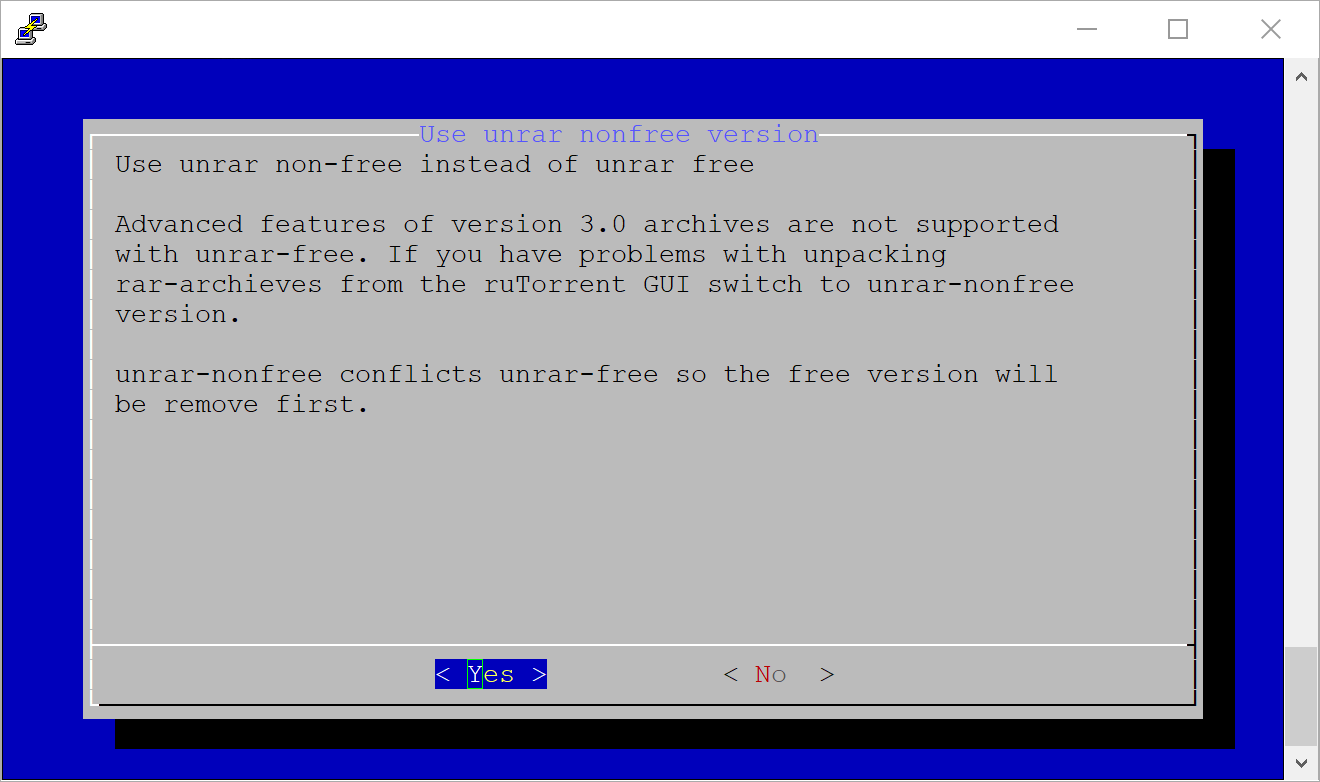 Use unrar nonfree version
Use unrar non-free instead of unrar free
Advanced features of version 3.0 archives are not supported
with unrar-free. If you have problems with unpacking
rar-archieves from the ruTorrent GUI switch to unrar-nonfree
version.
unrar-nonfree conflicts unrar-free so the free version will
be remove first.
< Yes > < No >